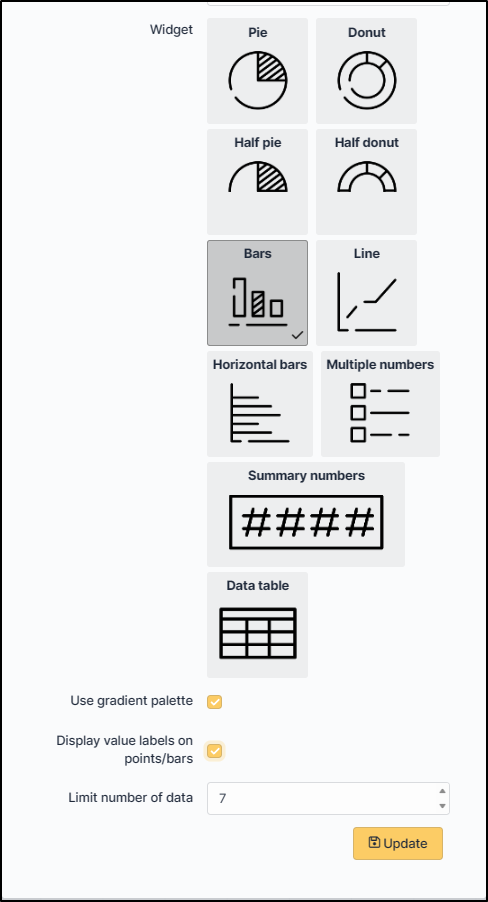 Widget
Pie
Donut
Half pie
Half donut
Bars
Line
Horizontal bars
Multiple numbers
Summary numbers
####
Data table
Use gradient palette
Display value labels on
points/bars
Limit number of data
7
Update